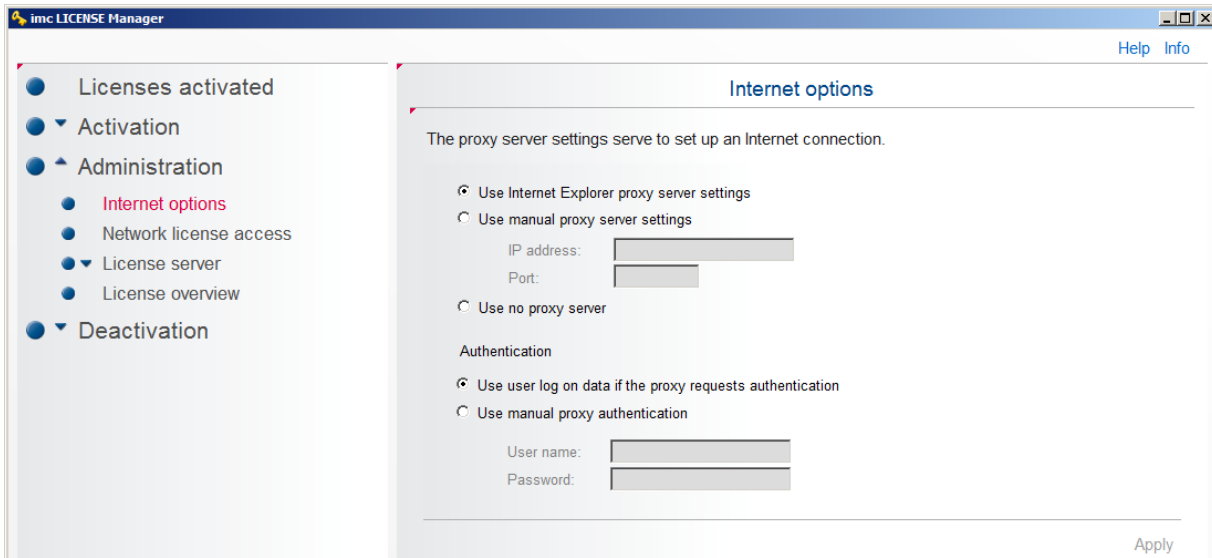 imc LICENSE Manager
Help Info
Licenses activated
Activation
Administration
Internet options
Network license access
License server
License overview
Deactivation
Internet options
The proxy server settings serve to set up an Internet connection.
Use Internet Explorer proxy server settings
Use manual proxy server settings
IP address:
Port:
Use no proxy server
Authentication
Use user log on data if the proxy requests authentication
Use manual proxy authentication
User name:
Password:
Apply